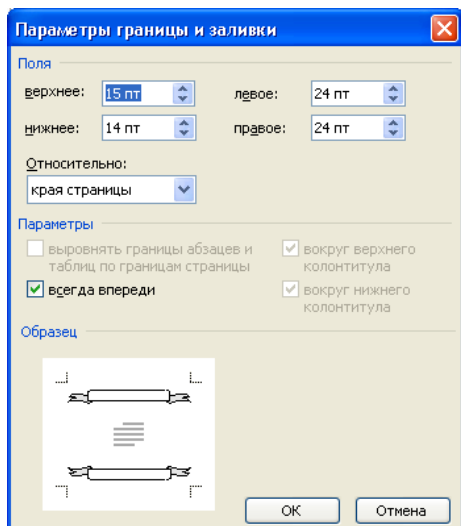 Параметры границы и заливки
Поля
верхнее: 15 пт левое: 24 пт
нижнее: 14 пт правое: 24 пт
Относительно:
края страницы
Параметры
выровнять границы абзацев и таблиц по границам страницы
вокруг верхнего колонтитула
всегда впереди
вокруг нижнего колонтитула
Образец
ОК Отмена